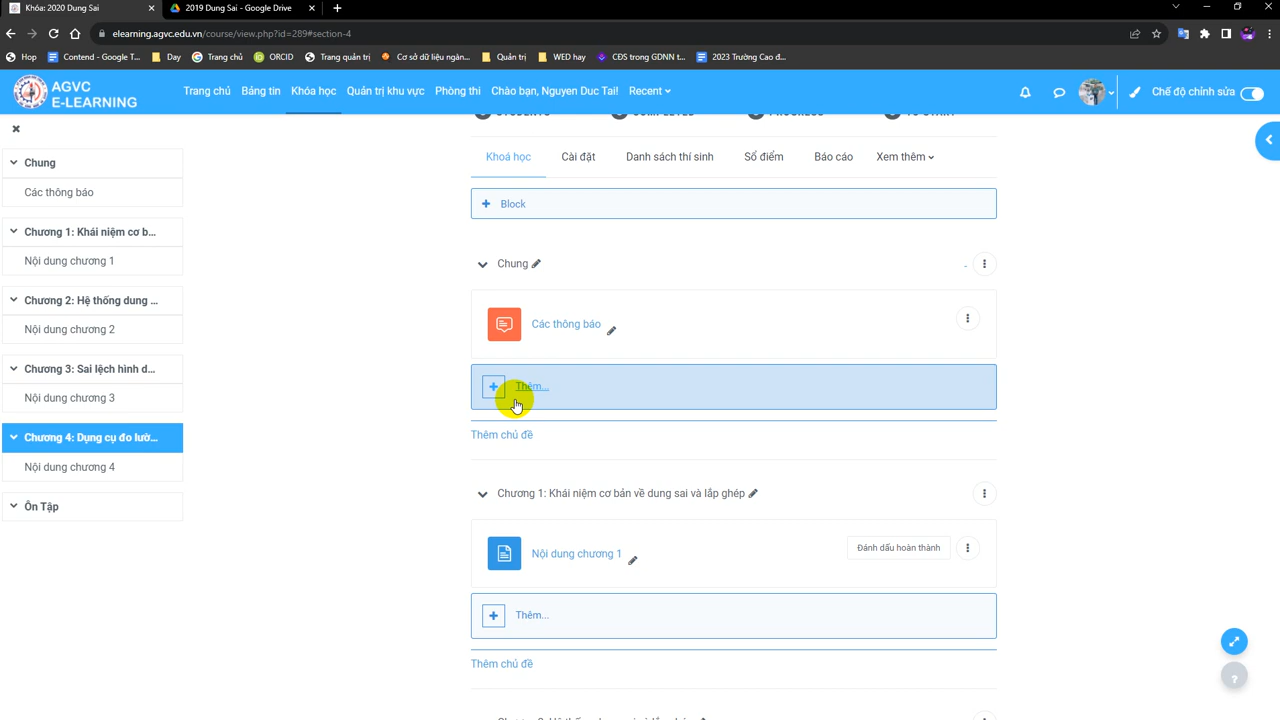 Khóa: 2020 Dung Sai
2019 Dung Sai - Google Drive
elearning.agvc.edu.vn/course/view.php?id=289#section-4
Hop
Contend - Google T...
Day
Trang chủ
ORCID
Trang quản trị
Cơ sở dữ liệu ngàn...
Quản trị
WED hay
CĐS trong GDNN t...
2023 Trường Cao đ...
AGVC
E-LEARNING
Trang chủ
Bảng tin
Khóa học
Quản trị khu vực
Phòng thi
Chào bạn, Nguyen Duc Tai!
Recent
Chế độ chỉnh sửa
Chung
Các thông báo
Chương 1: Khái niệm cơ b...
Nội dung chương 1
Chương 2: Hệ thống dung ...
Nội dung chương 2
Chương 3: Sai lệch hình d...
Nội dung chương 3
Chương 4: Dụng cụ đo lườ...
Nội dung chương 4
Ôn Tập
Khoá học
Cài đặt
Danh sách thí sinh
Sổ điểm
Báo cáo
Xem thêm
Block
Chung
Các thông báo
Thêm...
Thêm chủ đề
Chương 1: Khái niệm cơ bản về dung sai và lắp ghép
Nội dung chương 1
Đánh dấu hoàn thành
Thêm...
Thêm chủ đề